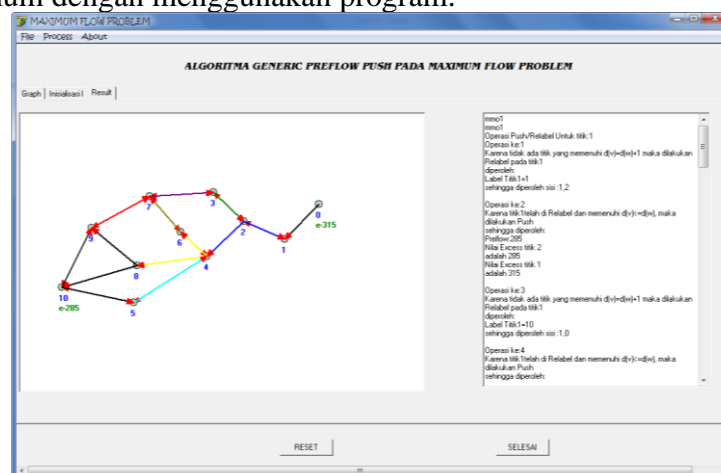 num dengan menggunakan program.
MAXIMUM FLOW PROBLEM
File Process About
ALGORITMA GENERIC PREFLOW PUSH PADA MAXIMUM FLOW PROBLEM
Graph Inisialisasi I Result
mmo1
mmo1
Operasi Push/Relabel Untuk titik:1
Operasi ke:1
Karena tidak ada titik yang memenuhi d(v)=d(w)+1 maka dilakukan
Relabel pada titik1
diperoleh:
Label Titik1=1
sehingga diperoleh sisi :1,2
Operasi ke:2
Karena titik1telah di Relabel dan memenuhi d(v)<=d(w), maka
dilakukan Push
sehingga diperoleh:
Preflow:285
Nilai Excess titik 2
adalah 285
Nilai Excess titik 1
adalah 315
Operasi ke:3
Karena tidak ada titik yang memenuhi d(v)=d(w)+1 maka dilakukan
Relabel pada titik1
diperoleh:
Label Titik1=10
sehingga diperoleh sisi :1,0
Operasi ke:4
Karena titik1telah di Relabel dan memenuhi d(v)<=d(w), maka
dilakukan Push
sehingga diperoleh:
7
3
0
e-315
9
6
2
1
8
4
10
e-285
5
RESET
SELESAI